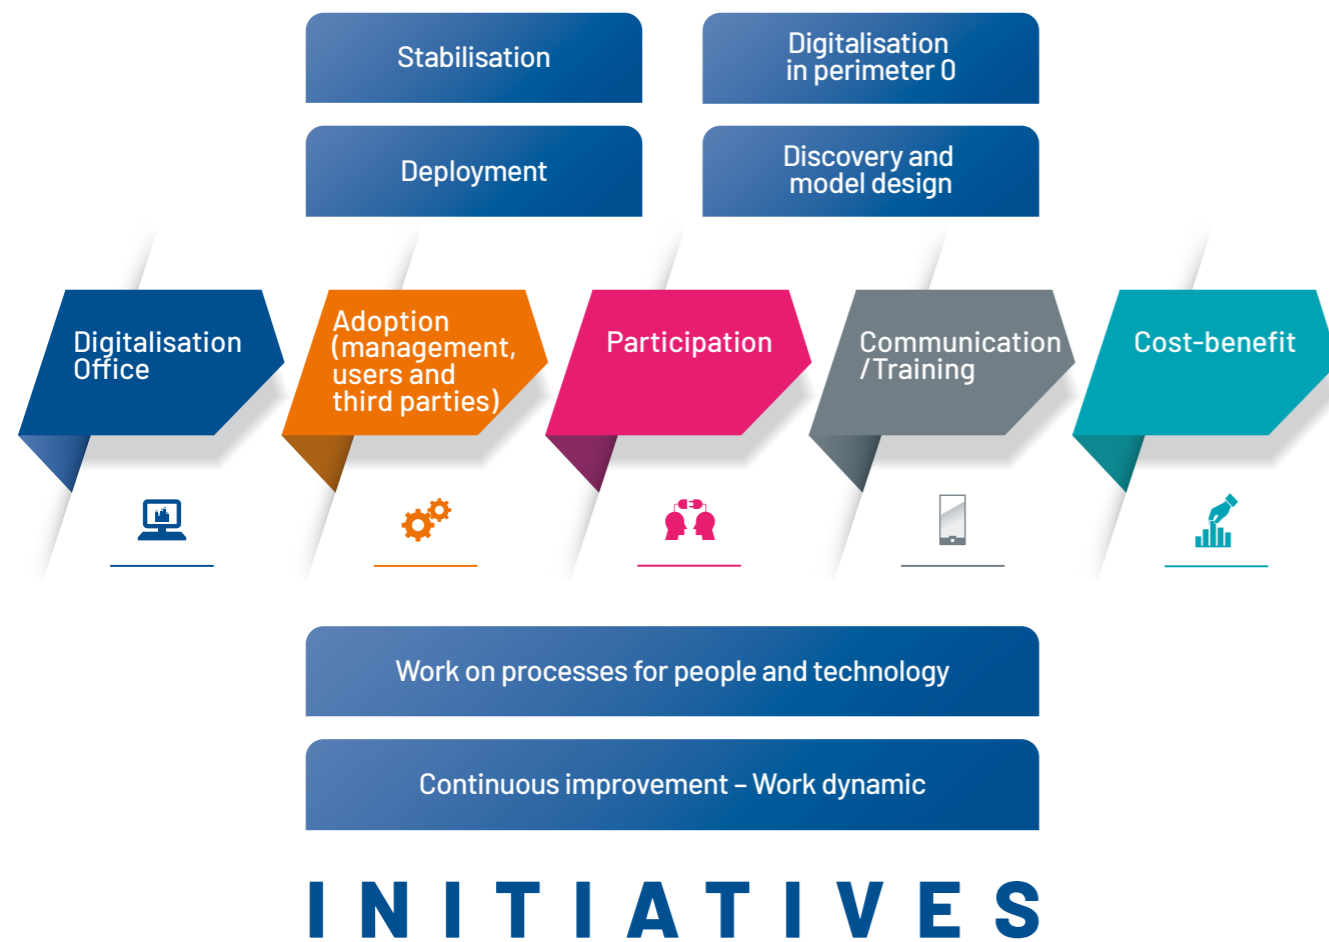 Stabilisation
Digitalisation
in perimeter 0
Deployment
Discovery and
model design
Digitalisation
Office
Adoption
(management,
users and
third parties)
Participation
Communication
/Training
Cost-benefit
Work on processes for people and technology
Continuous improvement – Work dynamic
INITIATIVES